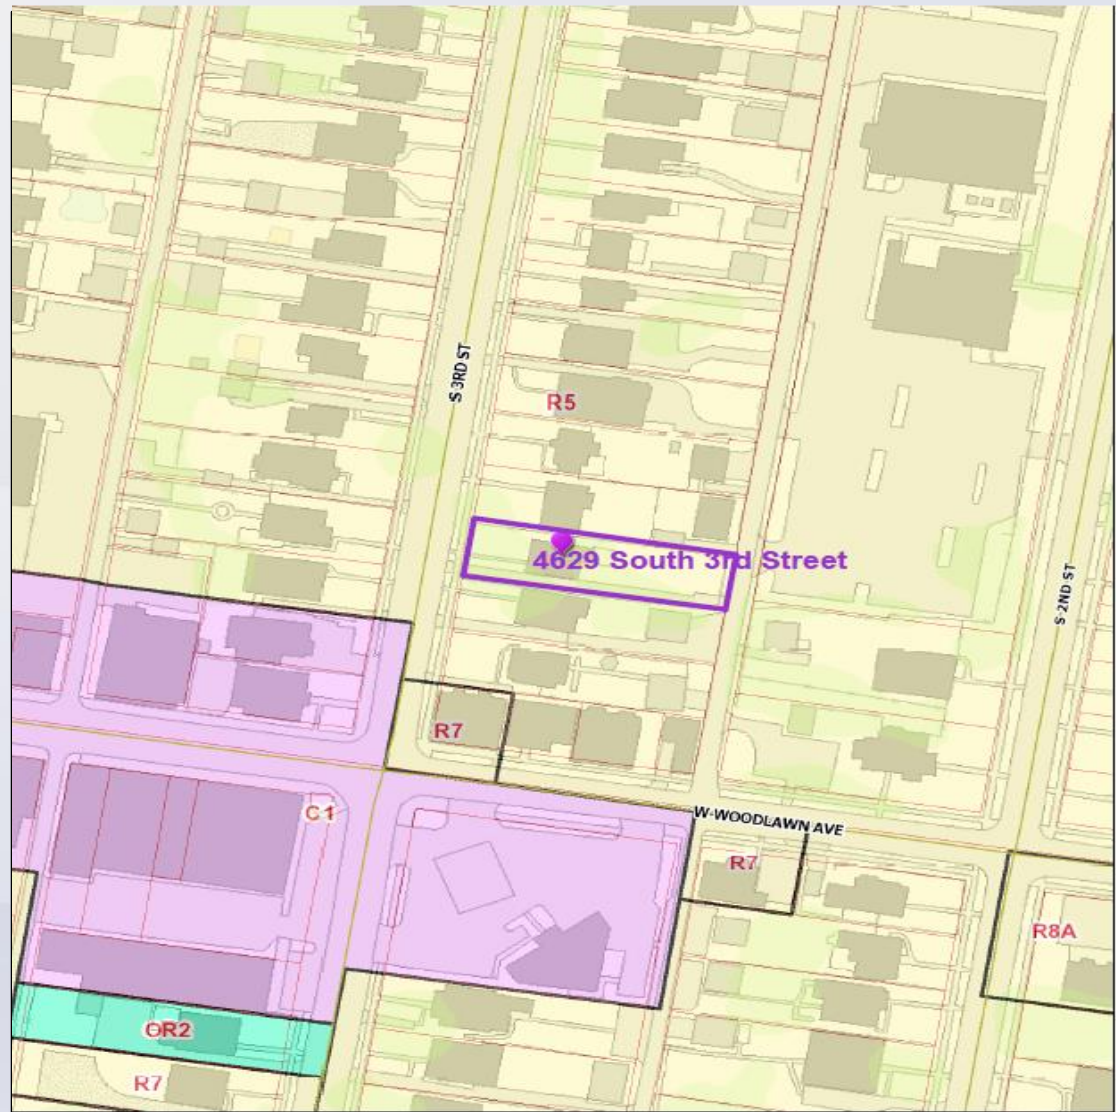 S 3RD ST
R5
4629 South 3rd Street
S 2ND ST
R7
C1
W WOODLAWN AVE
R7
R8A
OR2
R7